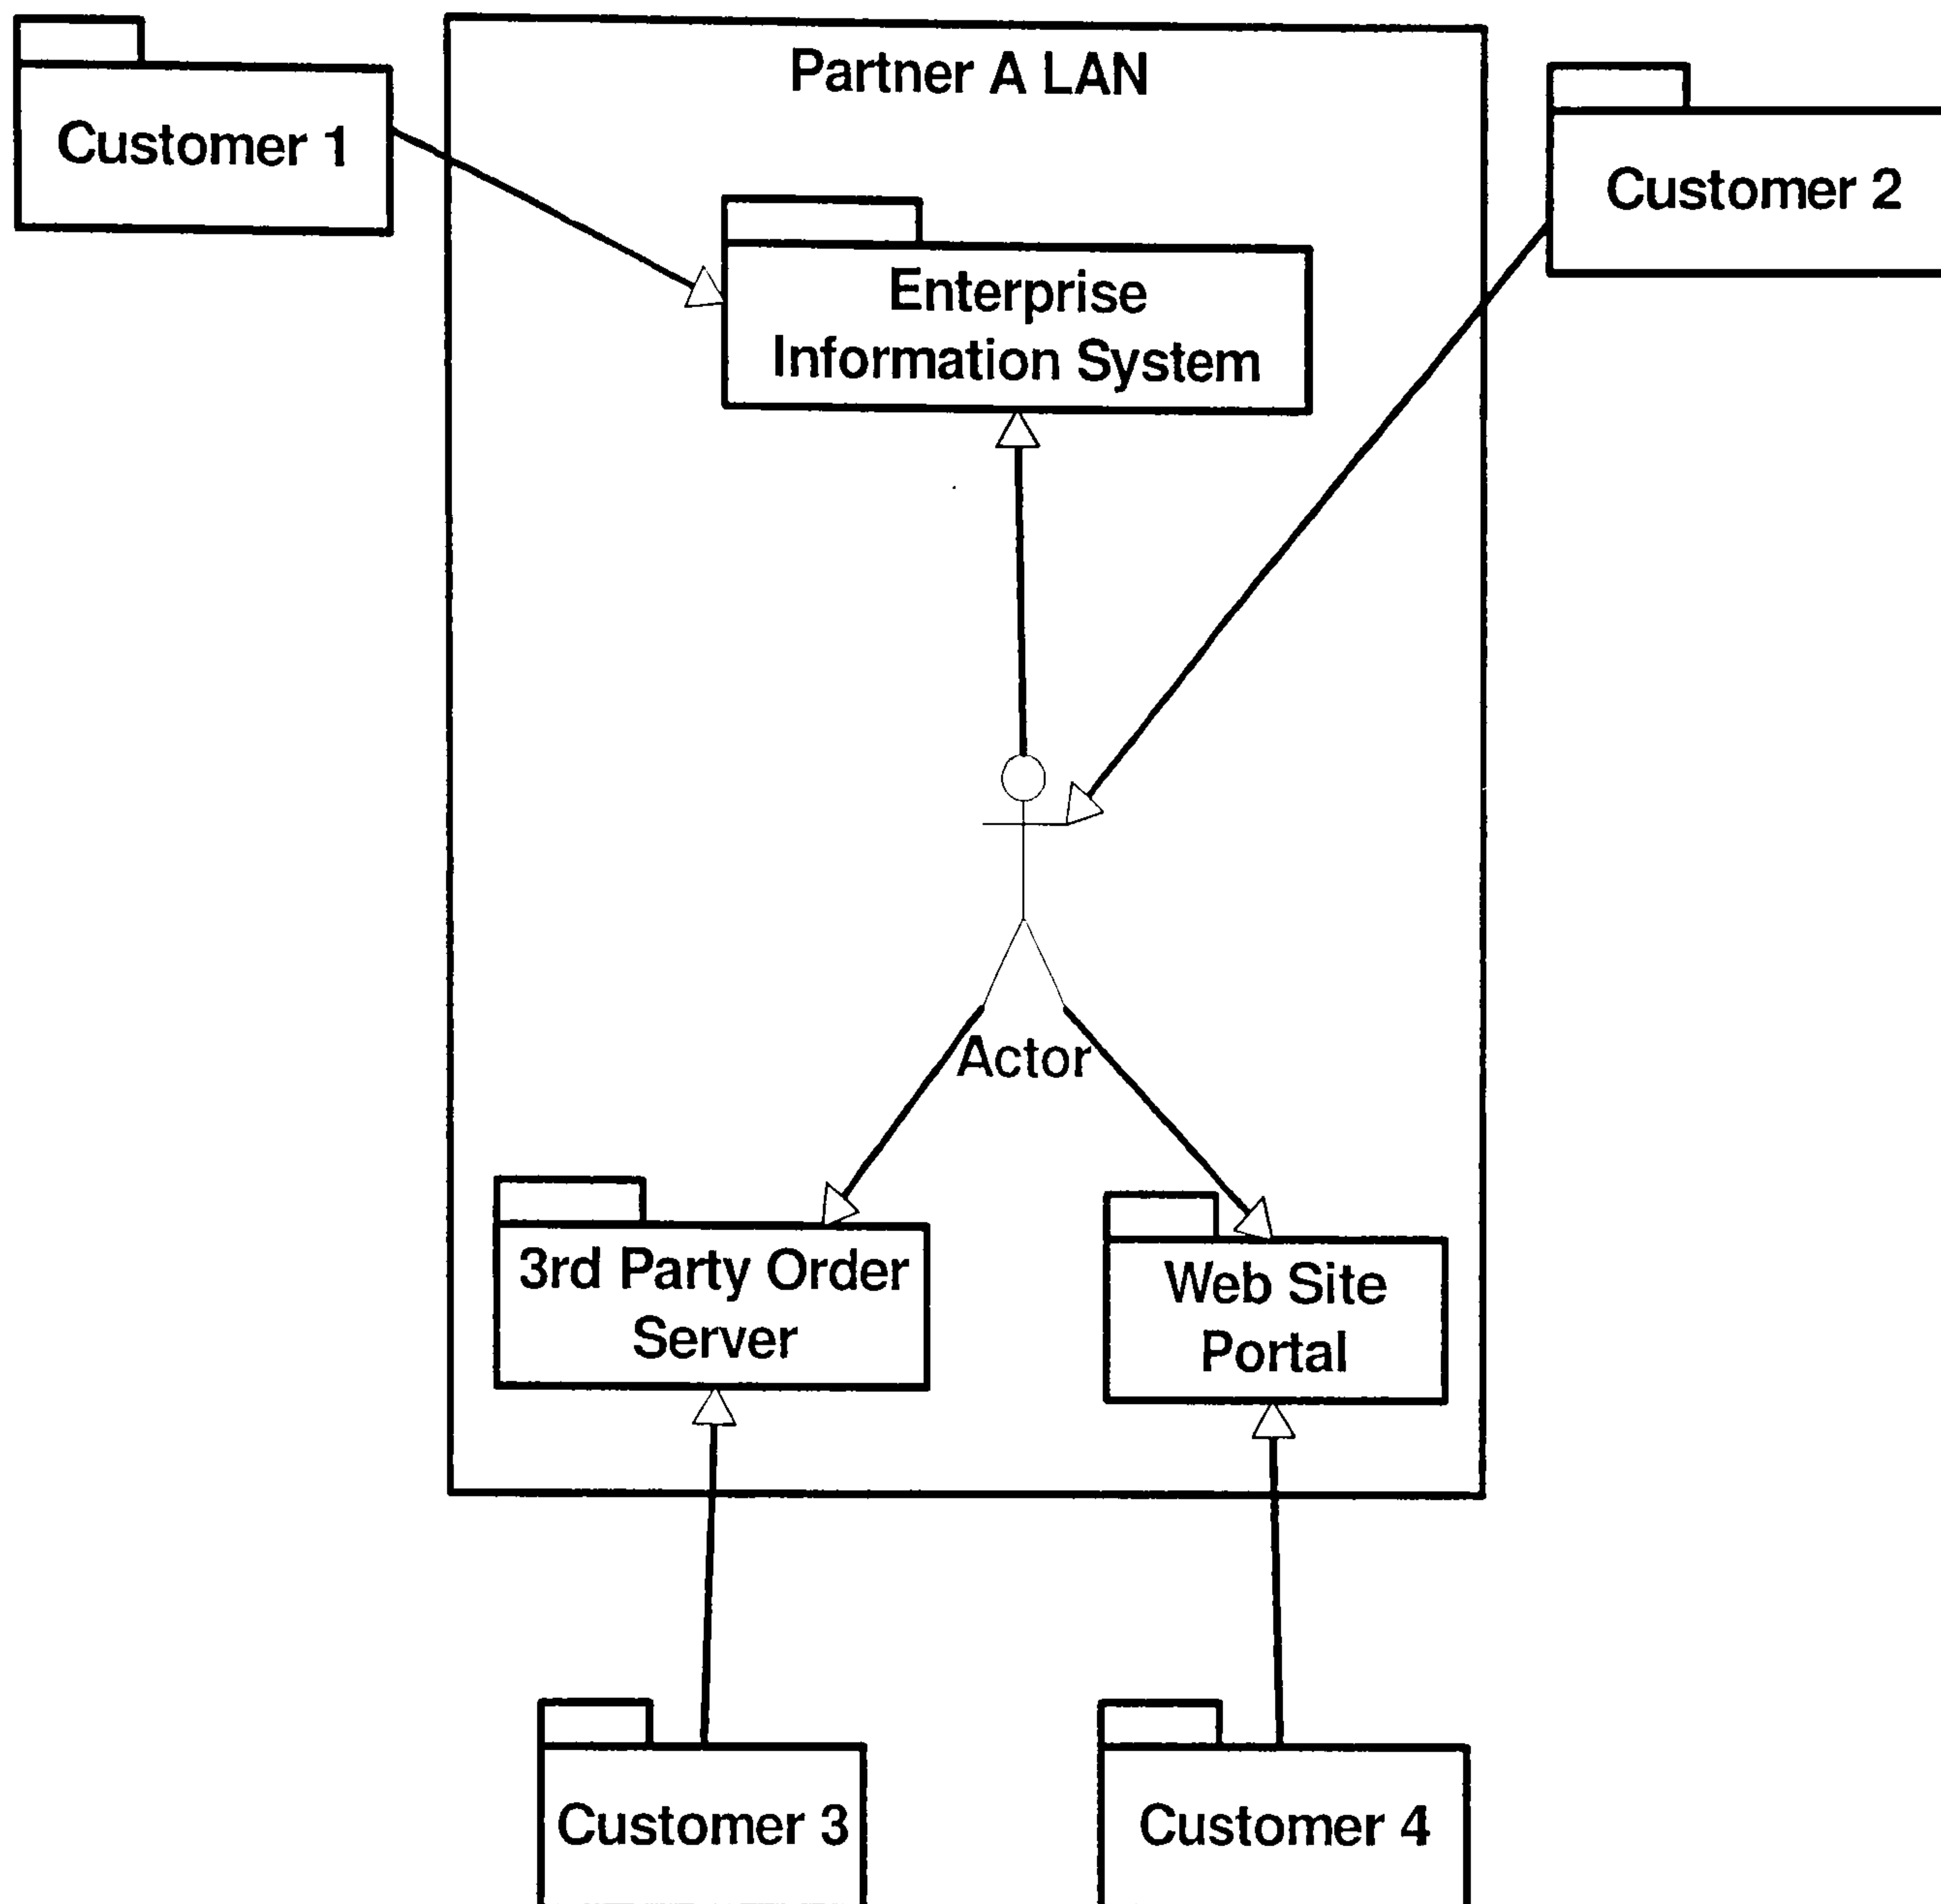 Partner A LAN
Customer 1
Customer 2
Enterprise
Information System
Actor
3rd Party Order
Server
Web Site
Portal
Customer 3
Customer 4